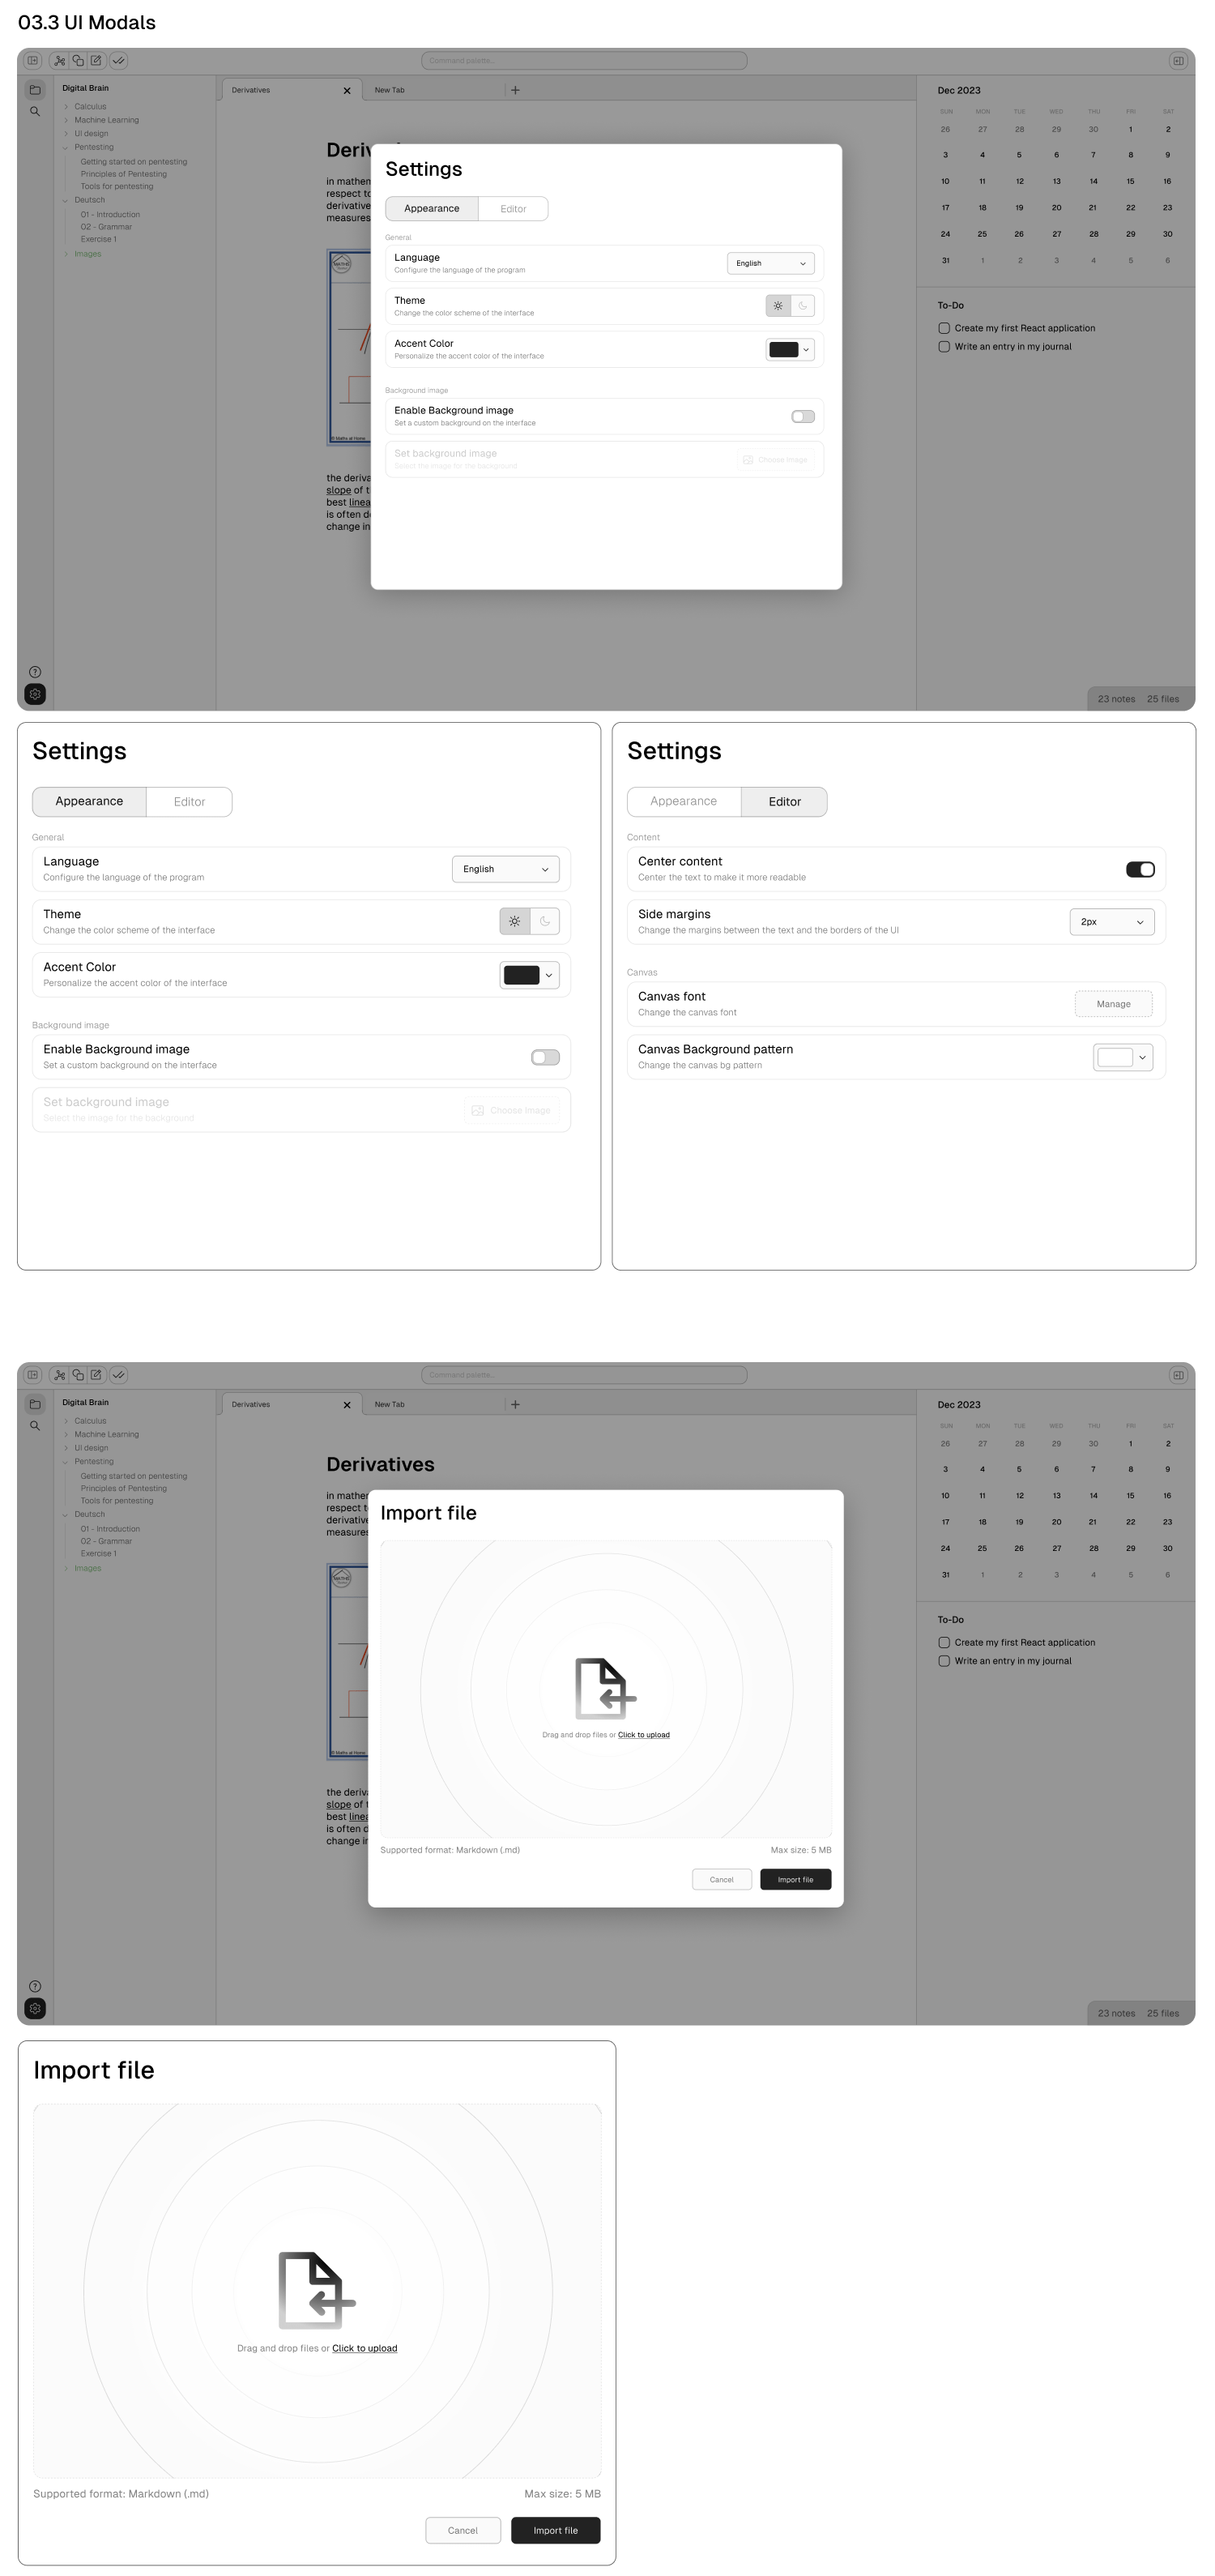 03.3 UI Modals
Command palette...
Digital Brain
Calculus
Machine Learning
UI design
Pentesting
Getting started on pentesting
Principles of Pentesting
Tools for pentesting
Deutsch
01 - Introduction
02 - Grammar
Exercise 1
Images
Derivatives
New Tab
Deriv
in mathe
respect to
derivative
measures
© Maths at Home
the deriva
slope of t
best linea
is often d
change in
Settings
Appearance
Editor
General
Language
Configure the language of the program
English
Theme
Change the color scheme of the interface
Accent Color
Personalize the accent color of the interface
Background image
Enable Background image
Set a custom background on the interface
Set background image
Select the image for the background
Choose Image
Dec 2023
SUN MON TUE WED THU FRI SAT
26 27 28 29 30 1 2
3 4 5 6 7 8 9
10 11 12 13 14 15 16
17 18 19 20 21 22 23
24 25 26 27 28 29 30
31 1 2 3 4 5 6
To-Do
Create my first React application
Write an entry in my journal
23 notes 25 files
Settings
Appearance
Editor
General
Language
Configure the language of the program
English
Theme
Change the color scheme of the interface
Accent Color
Personalize the accent color of the interface
Background image
Enable Background image
Set a custom background on the interface
Set background image
Select the image for the background
Choose Image
Settings
Appearance
Editor
Content
Center content
Center the text to make it more readable
Side margins
Change the margins between the text and the borders of the UI
2px
Canvas
Canvas font
Change the canvas font
Manage
Canvas Background pattern
Change the canvas bg pattern
Command palette...
Digital Brain
Calculus
Machine Learning
UI design
Pentesting
Getting started on pentesting
Principles of Pentesting
Tools for pentesting
Deutsch
01 - Introduction
02 - Grammar
Exercise 1
Images
Derivatives
New Tab
Derivatives
in mathe
respect to
derivative
measures
© Maths at Home
the deriva
slope of t
best linea
is often d
change in
Import file
Drag and drop files or Click to upload
Supported format: Markdown (.md)
Max size: 5 MB
Cancel
Import file
Dec 2023
SUN MON TUE WED THU FRI SAT
26 27 28 29 30 1 2
3 4 5 6 7 8 9
10 11 12 13 14 15 16
17 18 19 20 21 22 23
24 25 26 27 28 29 30
31 1 2 3 4 5 6
To-Do
Create my first React application
Write an entry in my journal
23 notes 25 files
Import file
Drag and drop files or Click to upload
Supported format: Markdown (.md)
Max size: 5 MB
Cancel
Import file